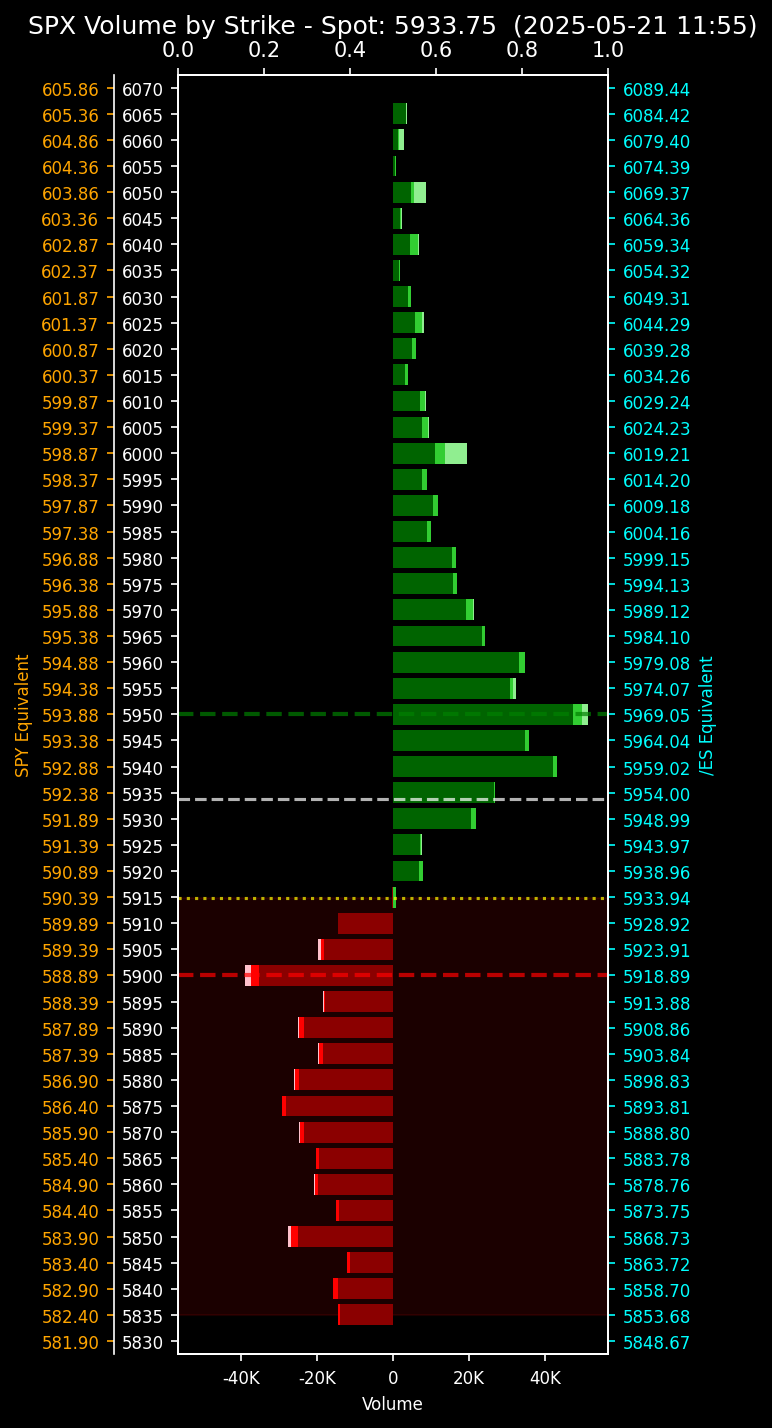 SPX Volume by Strike - Spot: 5933.75  (2025-05-21 11:55)
0.0 0.2 0.4 0.6 0.8 1.0
605.86 6070 6089.44
605.36 6065 6084.42
604.86 6060 6079.40
604.36 6055 6074.39
603.86 6050 6069.37
603.36 6045 6064.36
602.87 6040 6059.34
602.37 6035 6054.32
601.87 6030 6049.31
601.37 6025 6044.29
600.87 6020 6039.28
600.37 6015 6034.26
599.87 6010 6029.24
599.37 6005 6024.23
598.87 6000 6019.21
598.37 5995 6014.20
597.87 5990 6009.18
597.38 5985 6004.16
596.88 5980 5999.15
596.38 5975 5994.13
595.88 5970 5989.12
595.38 5965 5984.10
594.88 5960 5979.08
594.38 5955 5974.07
593.88 5950 5969.05
593.38 5945 5964.04
592.88 5940 5959.02
592.38 5935 5954.00
591.89 5930 5948.99
591.39 5925 5943.97
590.89 5920 5938.96
590.39 5915 5933.94
589.89 5910 5928.92
589.39 5905 5923.91
588.89 5900 5918.89
588.39 5895 5913.88
587.89 5890 5908.86
587.39 5885 5903.84
586.90 5880 5898.83
586.40 5875 5893.81
585.90 5870 5888.80
585.40 5865 5883.78
584.90 5860 5878.76
584.40 5855 5873.75
583.90 5850 5868.73
583.40 5845 5863.72
582.90 5840 5858.70
582.40 5835 5853.68
581.90 5830 5848.67
SPY Equivalent
/ES Equivalent
-40K -20K 0 20K 40K
Volume